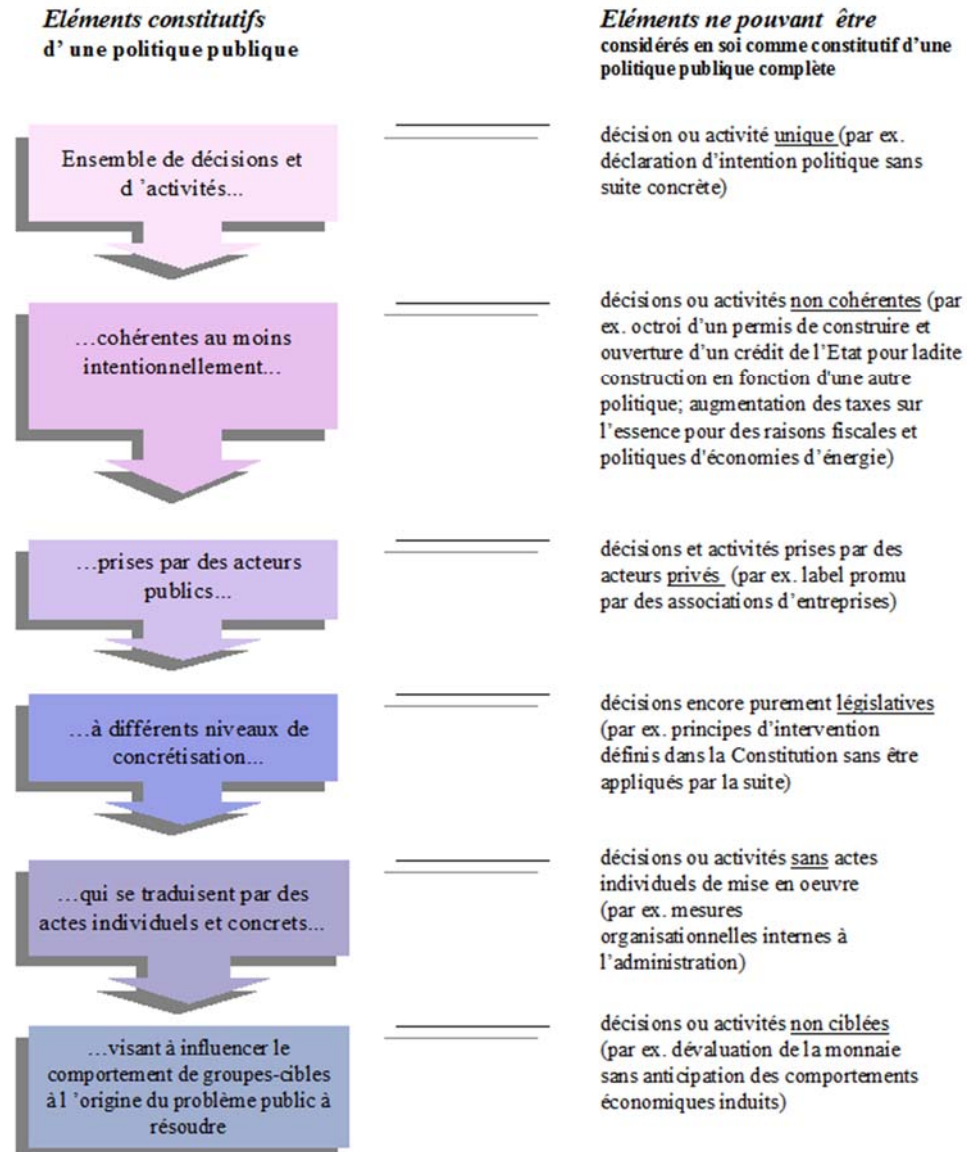 Eléments constitutifs
d' une politique publique
Eléments ne pouvant être
considérés en soi comme constitutif d'une
politique publique complète
Ensemble de décisions et
d 'activités...
décision ou activité unique (par ex.
déclaration d'intention politique sans
suite concrète)
…cohérentes au moins
intentionnellement...
décisions ou activités non cohérentes (par
ex. octroi d'un permis de construire et
ouverture d'un crédit de l'Etat pour ladite
construction en fonction d'une autre
politique; augmentation des taxes sur
l'essence pour des raisons fiscales et
politiques d'économies d'énergie)
…prises par des acteurs
publics...
décisions et activités prises par des
acteurs privés (par ex. label promu
par des associations d'entreprises)
…à différents niveaux de
concrétisation...
décisions encore purement législatives
(par ex. principes d'intervention
définis dans la Constitution sans être
appliqués par la suite)
…qui se traduisent par des
actes individuels et concrets...
décisions ou activités sans actes
individuels de mise en oeuvre
(par ex. mesures
organisationnelles internes à
l'administration)
…visant à influencer le
comportement de groupes-cibles
à l 'origine du problème public à
résoudre
décisions ou activités non ciblées
(par ex. dévaluation de la monnaie
sans anticipation des comportements
économiques induits)